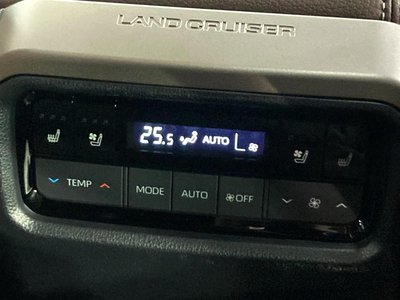 LAND CRUISER
25.5 AUTO L
TEMP MODE AUTO OFF